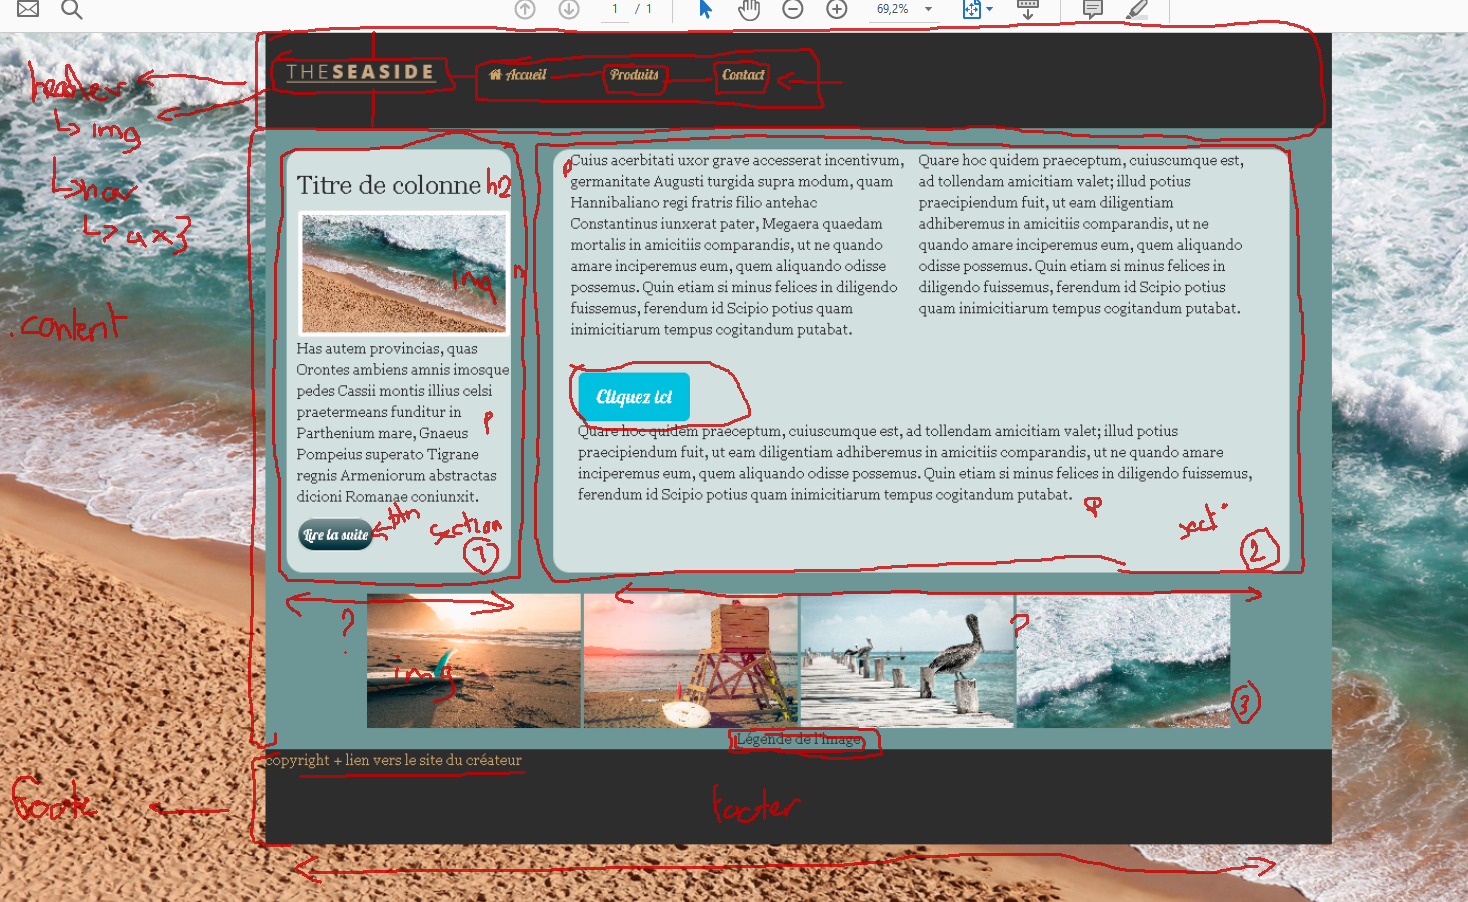 1 / 1
69,2%
THESEASIDE
Accueil
Produits
Contact
header
img
nav
a x3
.content
Titre de colonne
h2
img
Has autem provincias, quas
Orontes ambiens amnis imosque
pedes Cassii montis illius celsi
praetermeans funditur in
Parthenium mare, Gnaeus
Pompeius superato Tigrane
regnis Armeniorum abstractas
dicioni Romanae coniunxit.
p
Lire la suite
btn
section
1
p
Cuius acerbitati uxor grave accesserat incentivum,
germanitate Augusti turgida supra modum, quam
Hannibaliano regi fratris filio antehac
Constantinus iunxerat pater, Megaera quaedam
mortalis in amicitiis comparandis, ut ne quando
amare inciperemus eum, quem aliquando odisse
possemus. Quin etiam si minus felices in diligendo
fuissemus, ferendum id Scipio potius quam
inimicitiarum tempus cogitandum putabat.
Quare hoc quidem praeceptum, cuiuscumque est,
ad tollendam amicitiam valet; illud potius
praecipiendum fuit, ut eam diligentiam
adhiberemus in amicitiis comparandis, ut ne
quando amare inciperemus eum, quem aliquando
odisse possemus. Quin etiam si minus felices in
diligendo fuissemus, ferendum id Scipio potius
quam inimicitiarum tempus cogitandum putabat.
Cliquez ici
Quare hoc quidem praeceptum, cuiuscumque est, ad tollendam amicitiam valet; illud potius
praecipiendum fuit, ut eam diligentiam adhiberemus in amicitiis comparandis, ut ne quando amare
inciperemus eum, quem aliquando odisse possemus. Quin etiam si minus felices in diligendo fuissemus,
ferendum id Scipio potius quam inimicitiarum tempus cogitandum putabat.
p
sect°
2
?
img
?
3
Légende de l'image
copyright + lien vers le site du créateur
footer